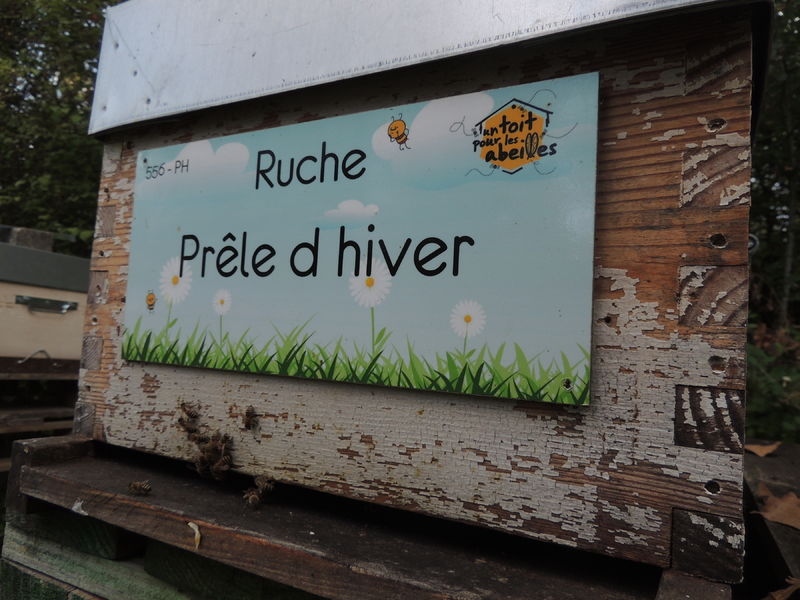 556 - PH
Ruche
Prêle d hiver
un toit
pour les
abeilles